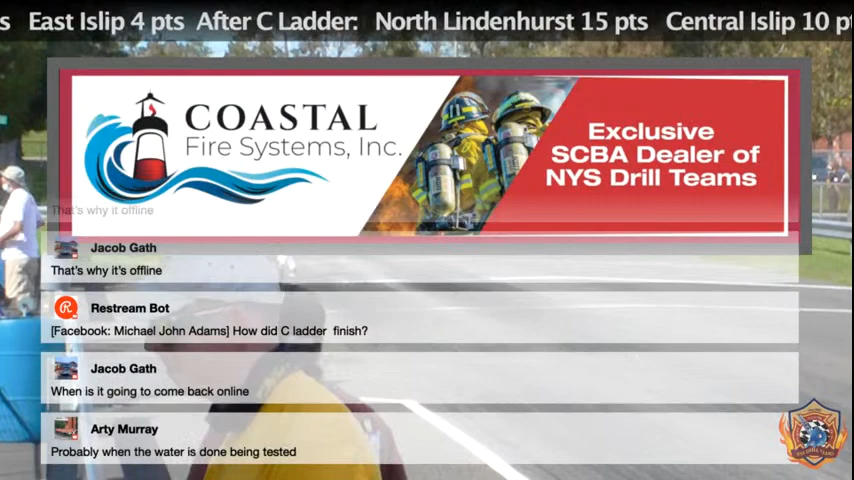 s East Islip 4 pts After C Ladder: North Lindenhurst 15 pts Central Islip 10 p
COASTAL
Fire Systems, Inc.
Exclusive
SCBA Dealer of
NYS Drill Teams
That's why it offline
Jacob Gath
That's why it's offline
Restream Bot
[Facebook: Michael John Adams] How did C ladder finish?
Jacob Gath
When is it going to come back online
Arty Murray
Probably when the water is done being tested